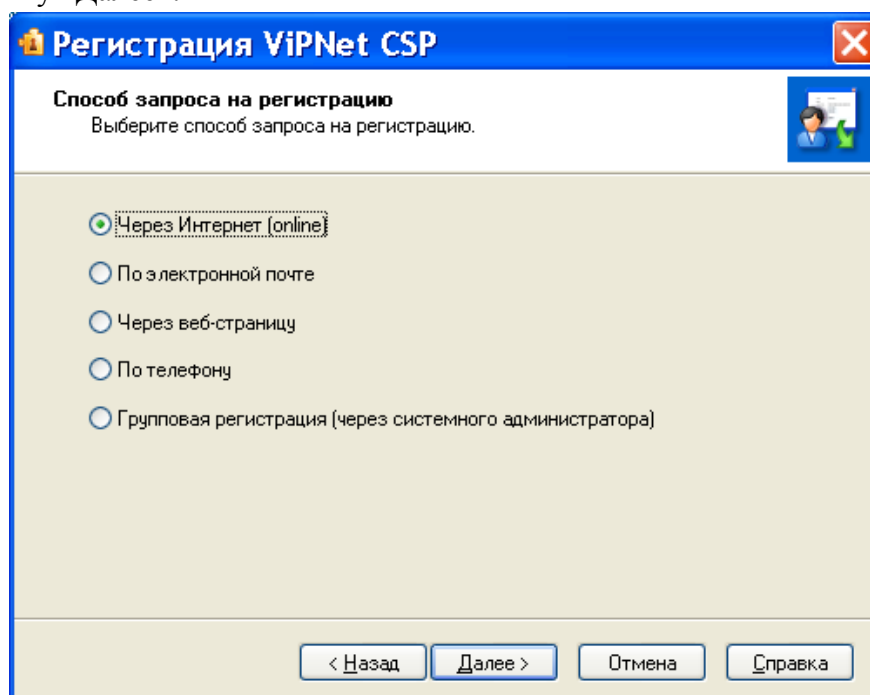 Регистрация ViPNet CSP
Способ запроса на регистрацию
Выберите способ запроса на регистрацию.
Через Интернет (online)
По электронной почте
Через веб-страницу
По телефону
Групповая регистрация (через системного администратора)
< Назад Далее > Отмена Справка